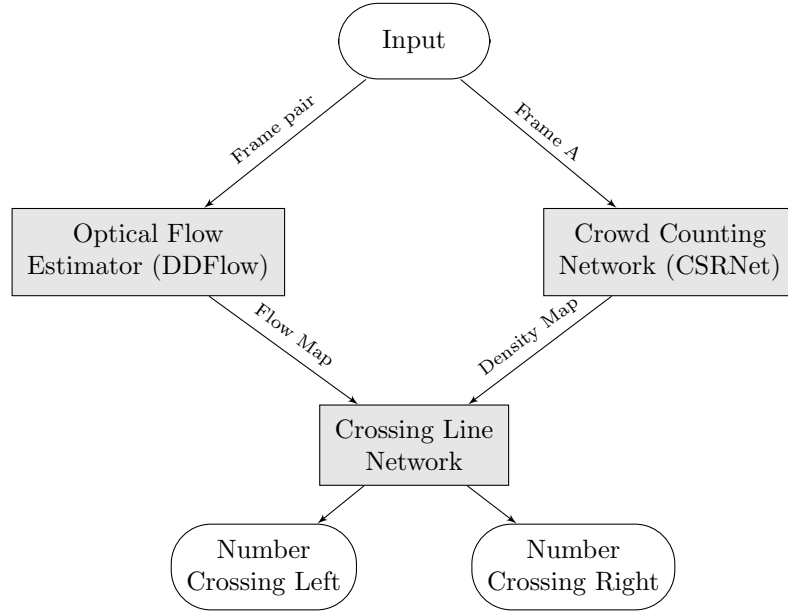 Input
Frame pair
Frame A
Optical Flow
Estimator (DDFlow)
Crowd Counting
Network (CSRNet)
Flow Map
Density Map
Crossing Line
Network
Number
Crossing Left
Number
Crossing Right